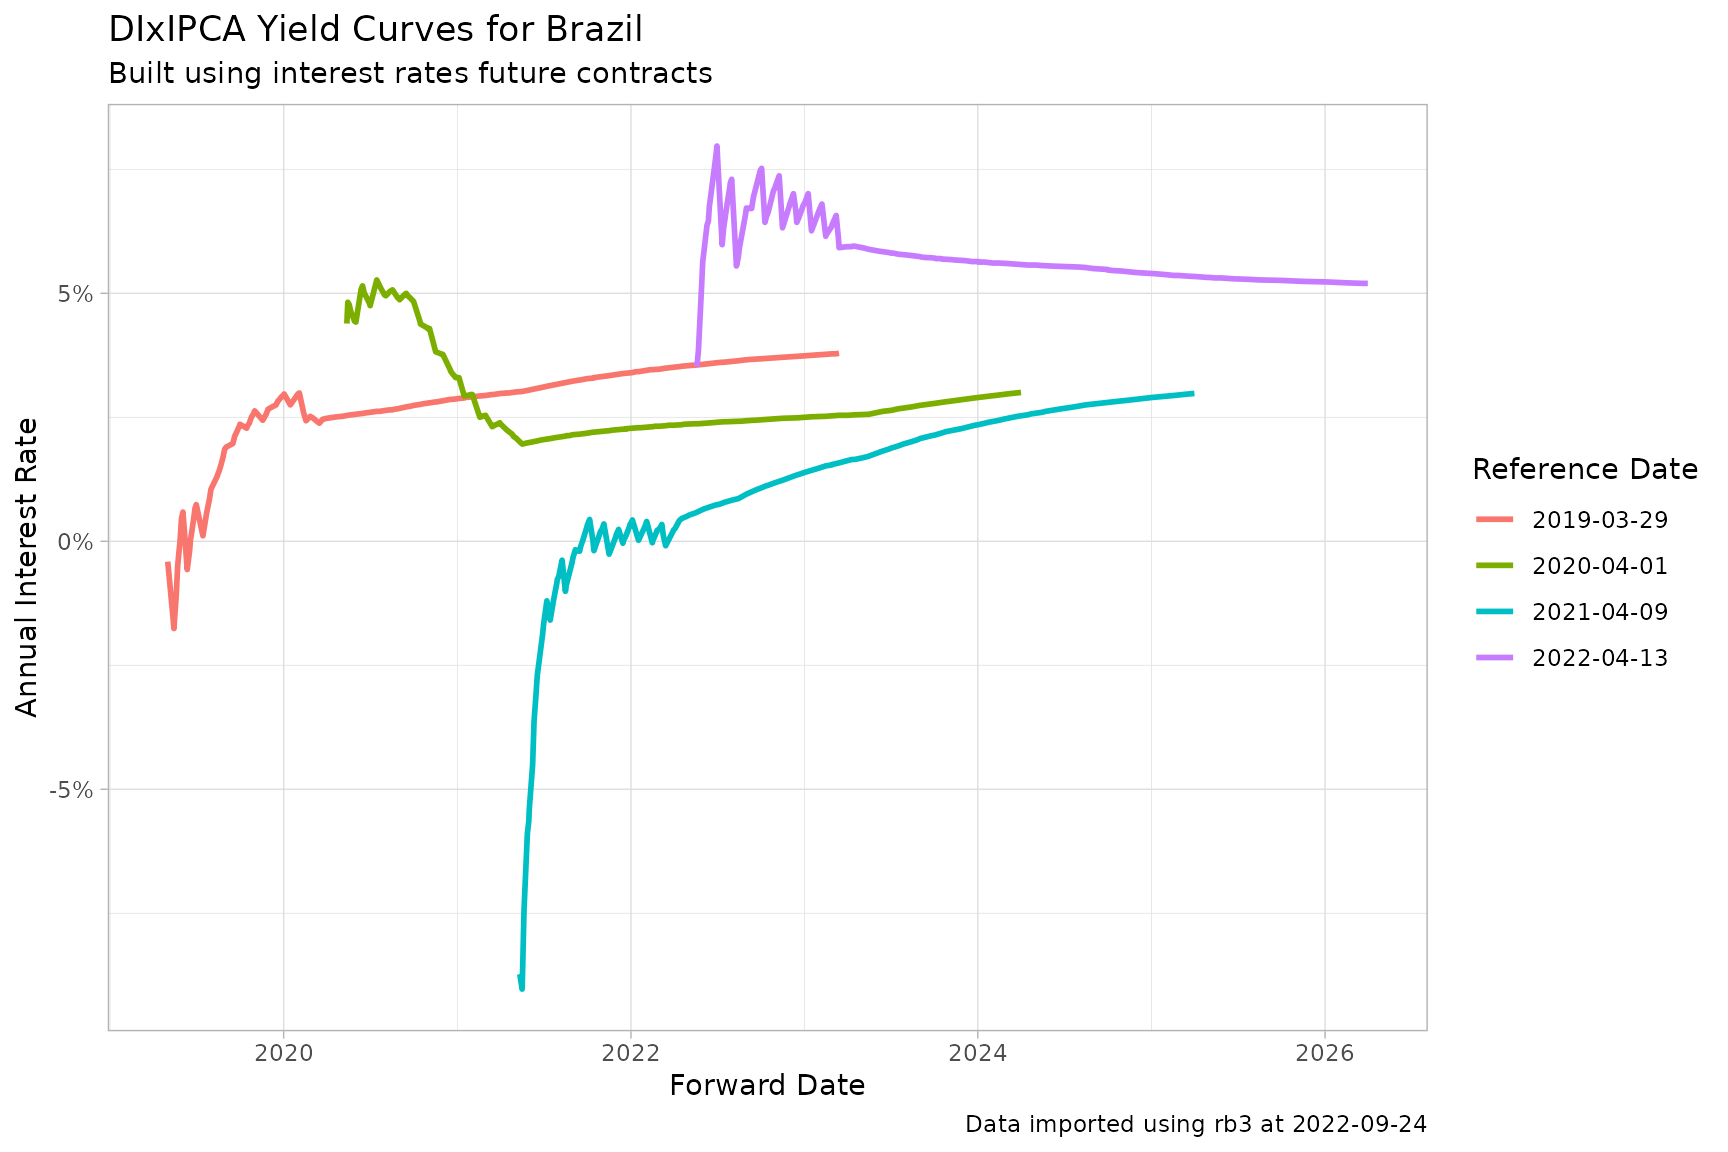 DIxIPCA Yield Curves for Brazil
Built using interest rates future contracts
Annual Interest Rate
5%
0%
-5%
2020
2022
2024
2026
Forward Date
Reference Date
2019-03-29
2020-04-01
2021-04-09
2022-04-13
Data imported using rb3 at 2022-09-24